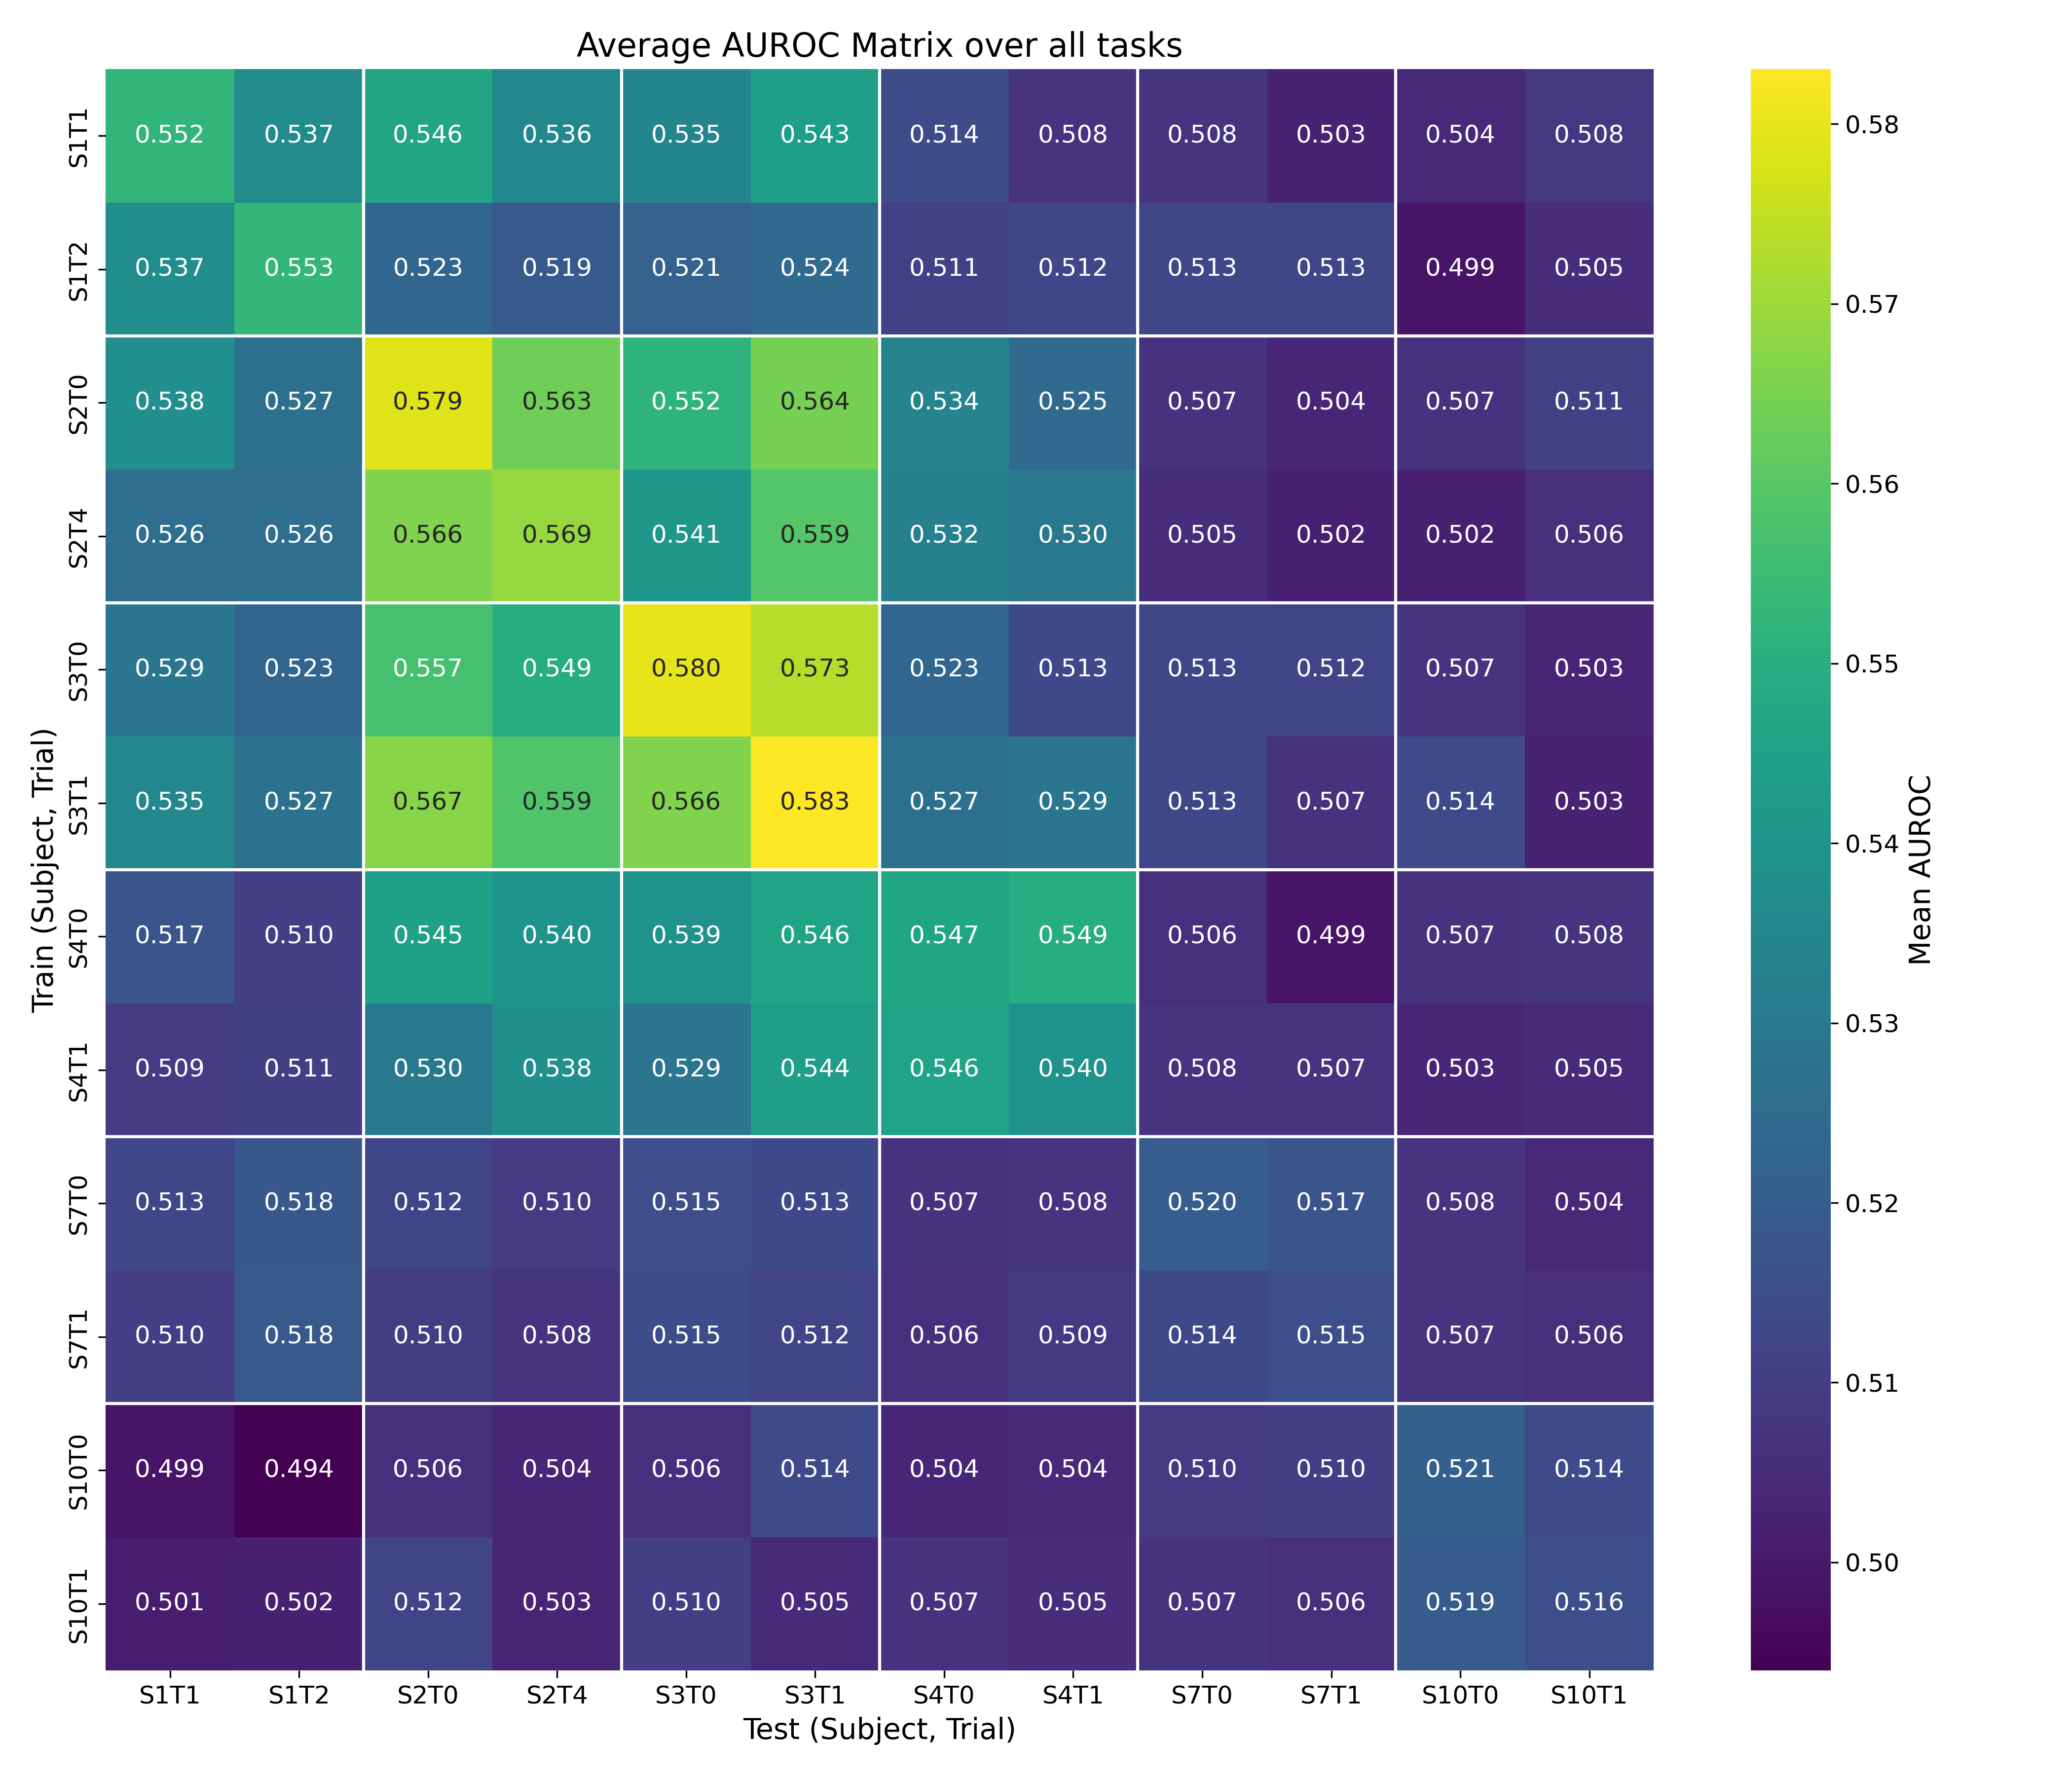 Average AUROC Matrix over all tasks
Train (Subject, Trial)
S1T1 0.552 0.537 0.546 0.536 0.535 0.543 0.514 0.508 0.508 0.503 0.504 0.508
S1T2 0.537 0.553 0.523 0.519 0.521 0.524 0.511 0.512 0.513 0.513 0.499 0.505
S2T0 0.538 0.527 0.579 0.563 0.552 0.564 0.534 0.525 0.507 0.504 0.507 0.511
S2T4 0.526 0.526 0.566 0.569 0.541 0.559 0.532 0.530 0.505 0.502 0.502 0.506
S3T0 0.529 0.523 0.557 0.549 0.580 0.573 0.523 0.513 0.513 0.512 0.507 0.503
S3T1 0.535 0.527 0.567 0.559 0.566 0.583 0.527 0.529 0.513 0.507 0.514 0.503
S4T0 0.517 0.510 0.545 0.540 0.539 0.546 0.547 0.549 0.506 0.499 0.507 0.508
S4T1 0.509 0.511 0.530 0.538 0.529 0.544 0.546 0.540 0.508 0.507 0.503 0.505
S7T0 0.513 0.518 0.512 0.510 0.515 0.513 0.507 0.508 0.520 0.517 0.508 0.504
S7T1 0.510 0.518 0.510 0.508 0.515 0.512 0.506 0.509 0.514 0.515 0.507 0.506
S10T0 0.499 0.494 0.506 0.504 0.506 0.514 0.504 0.504 0.510 0.510 0.521 0.514
S10T1 0.501 0.502 0.512 0.503 0.510 0.505 0.507 0.505 0.507 0.506 0.519 0.516
S1T1 S1T2 S2T0 S2T4 S3T0 S3T1 S4T0 S4T1 S7T0 S7T1 S10T0 S10T1
Test (Subject, Trial)
0.58
0.57
0.56
0.55
0.54
0.53
0.52
0.51
0.50
Mean AUROC